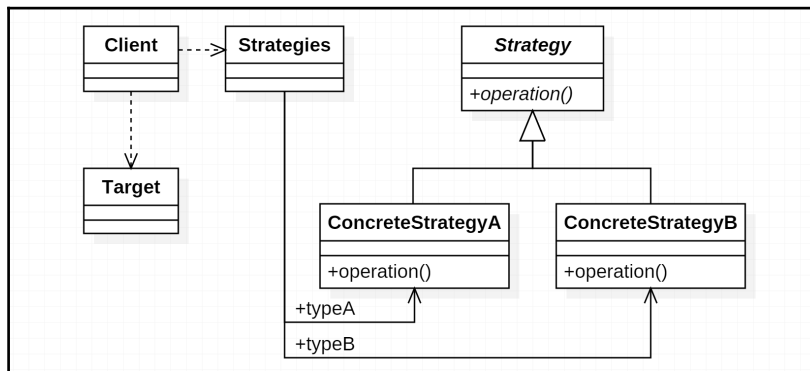 Client
Strategies
Strategy
+operation()
Target
ConcreteStrategyA
ConcreteStrategyB
+operation()
+operation()
+typeA
+typeB